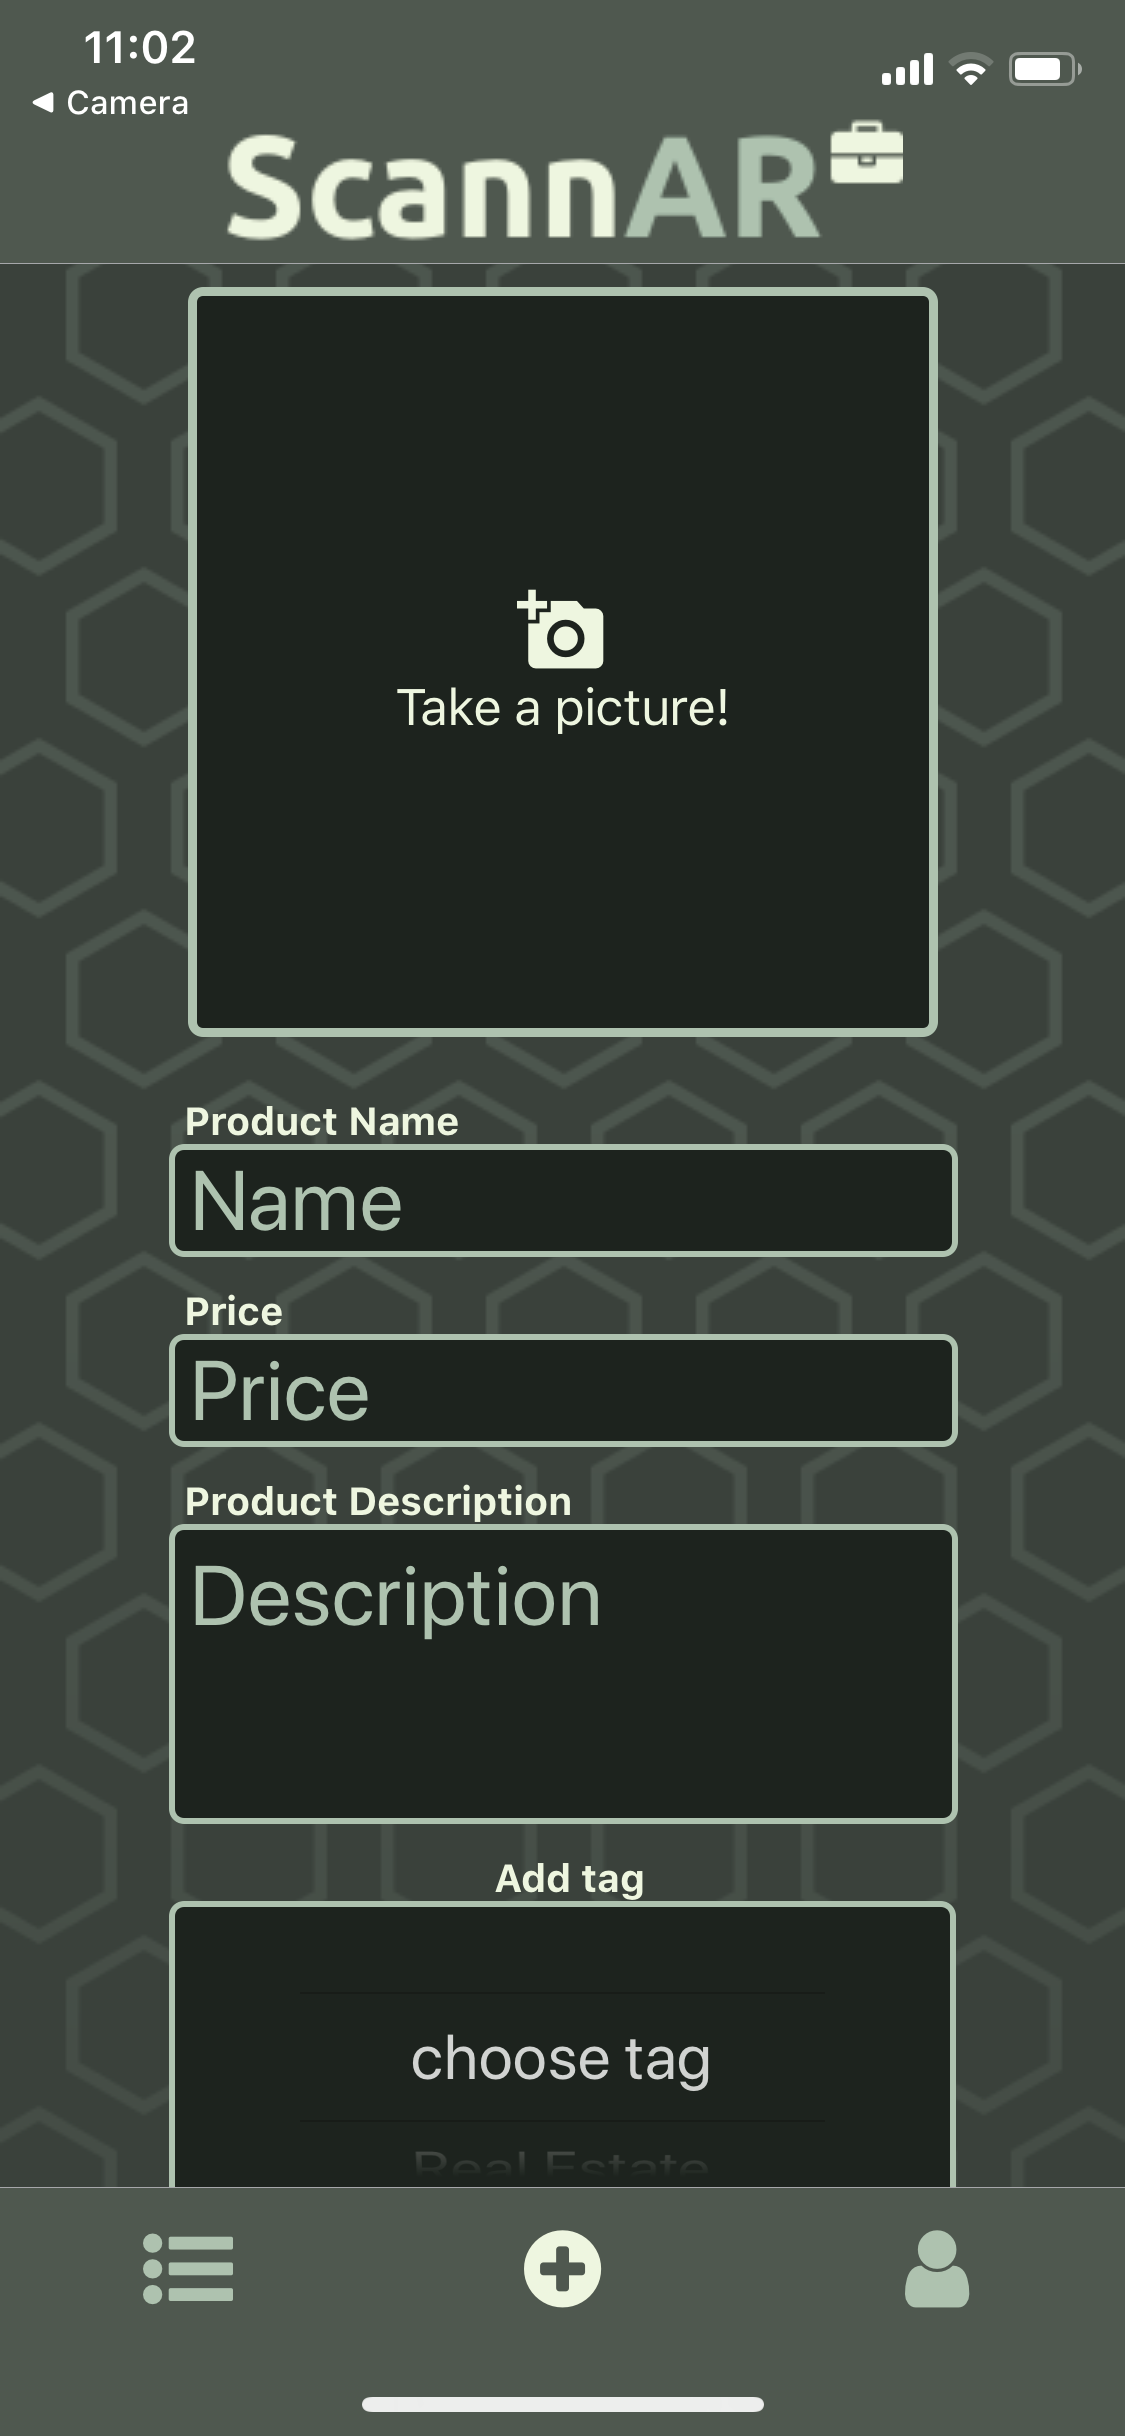 11:02
Camera
ScannAR
Take a picture!
Product Name
Name
Price
Price
Product Description
Description
Add tag
choose tag
Real Estate